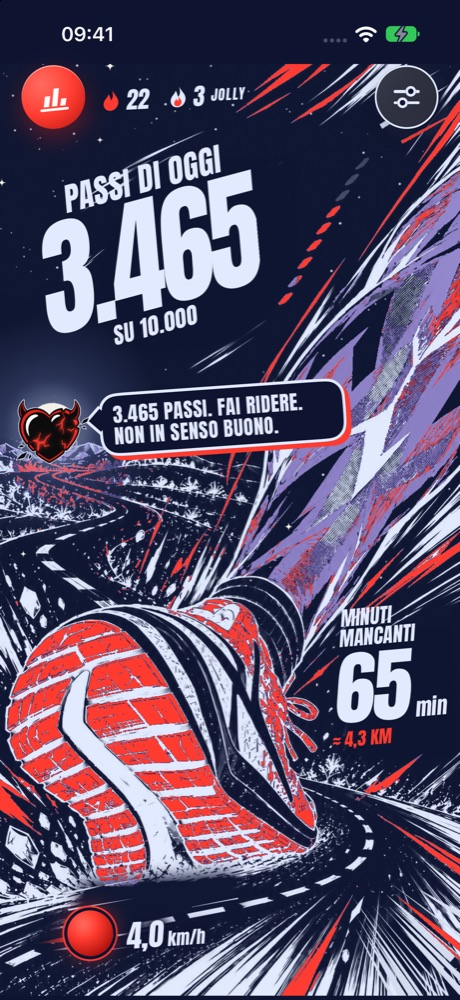 09:41
22
3 JOLLY
PASSI DI OGGI
3.465
SU 10.000
3.465 PASSI. FAI RIDERE.
NON IN SENSO BUONO.
MINUTI
MANCANTI
65 min
≈ 4,3 KM
4,0 km/h